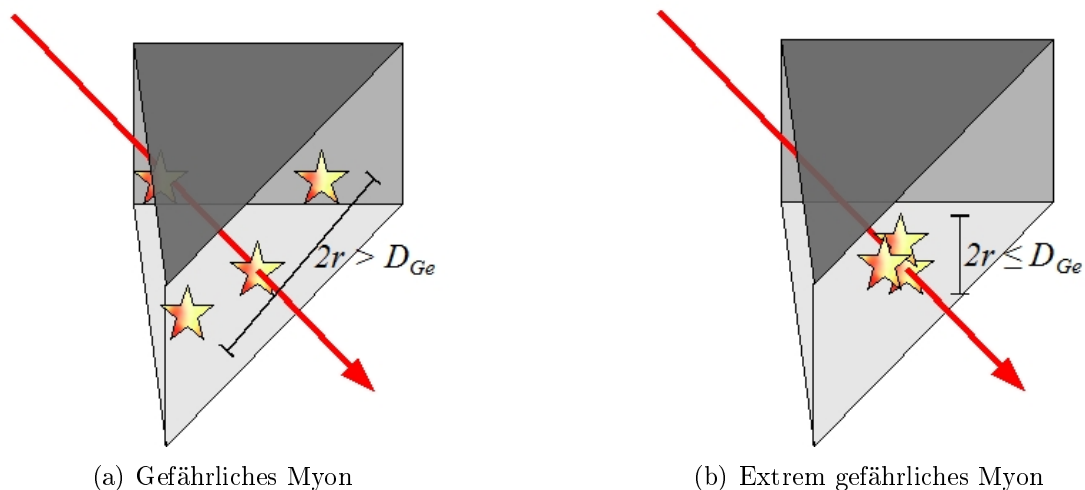 2r > D_Ge
2r ≤ D_Ge
(a) Gefährliches Myon
(b) Extrem gefährliches Myon